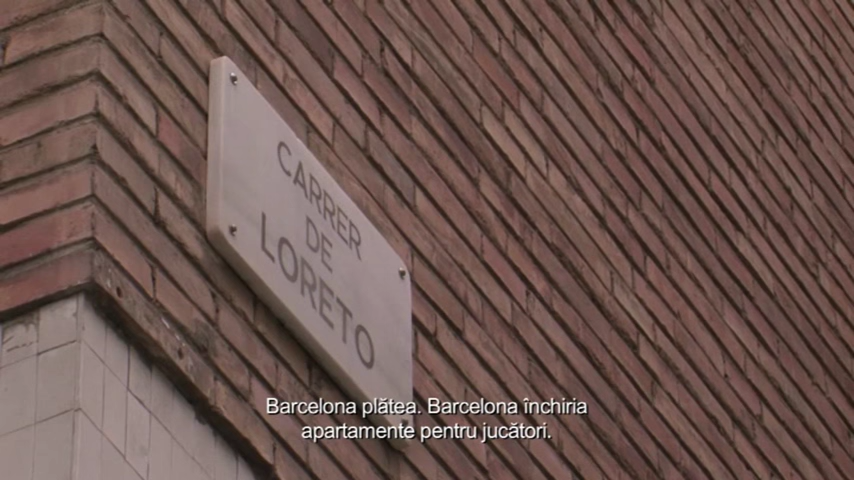 CARRER
DE
LORETO
Barcelona plătea. Barcelona închiria
apartamente pentru jucători.